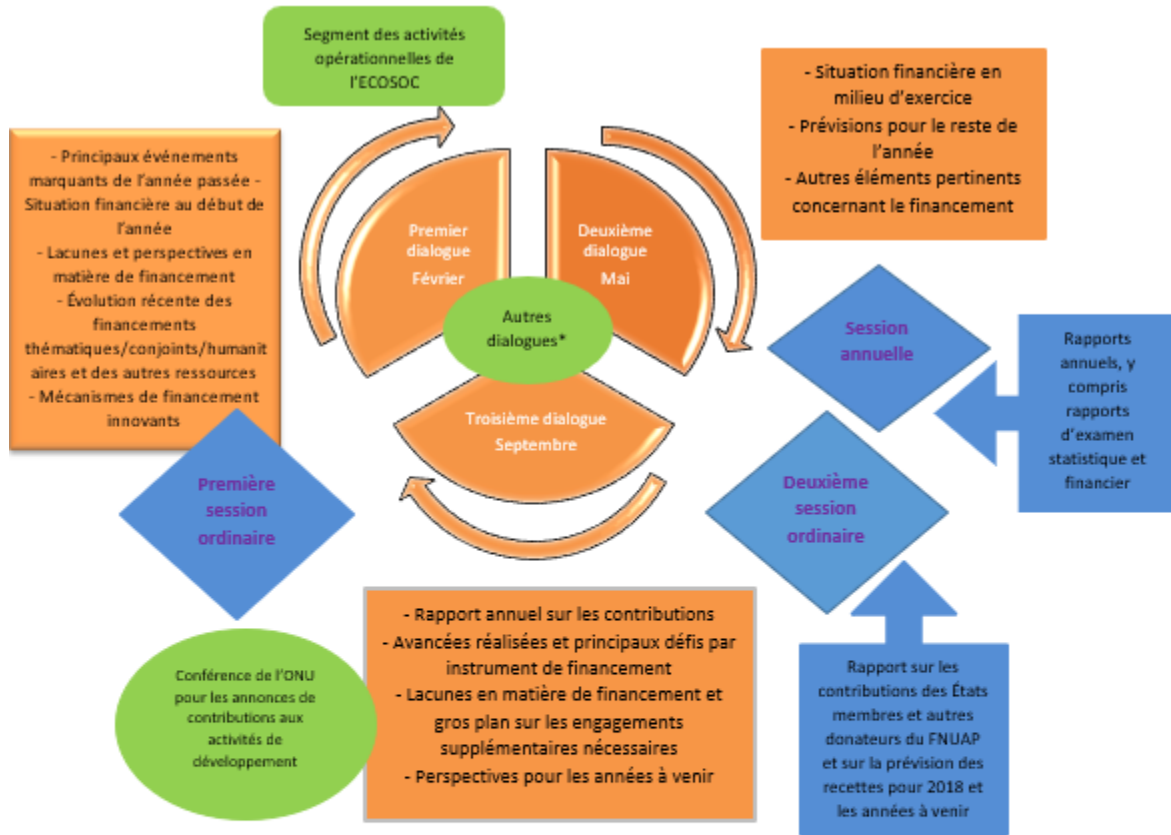 Segment des activités
opérationnelles de
l'ECOSOC
- Situation financière en
milieu d'exercice
- Prévisions pour le reste de
l'année
- Autres éléments pertinents
concernant le financement
- Principaux événements
marquants de l'année passée -
Situation financière au début de
l'année
- Lacunes et perspectives en
matière de financement
- Évolution récente des
financements
thématiques/conjoints/humanit
aires et des autres ressources
- Mécanismes de financement
innovants
Premier
dialogue
Février
Deuxième
dialogue
Mai
Autres
dialogues*
Troisième dialogue
Septembre
Session
annuelle
Rapports
annuels, y
compris
rapports
d'examen
statistique et
financier
Première
session
ordinaire
Deuxième
session
ordinaire
Conférence de l'ONU
pour les annonces de
contributions aux
activités de
développement
- Rapport annuel sur les contributions
- Avancées réalisées et principaux défis par
instrument de financement
- Lacunes en matière de financement et
gros plan sur les engagements
supplémentaires nécessaires
- Perspectives pour les années à venir
Rapport sur les
contributions des États
membres et autres
donateurs du FNUAP
et sur la prévision des
recettes pour 2018 et
les années à venir